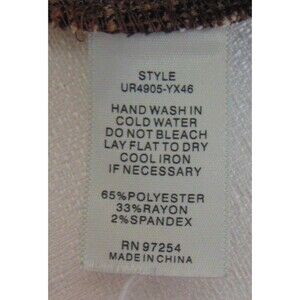 STYLE
UR4905-YX46
HAND WASH IN
COLD WATER
DO NOT BLEACH
LAY FLAT TO DRY
COOL IRON
IF NECESSARY
65%POLYESTER
33%RAYON
2%SPANDEX
RN 97254
MADE IN CHINA